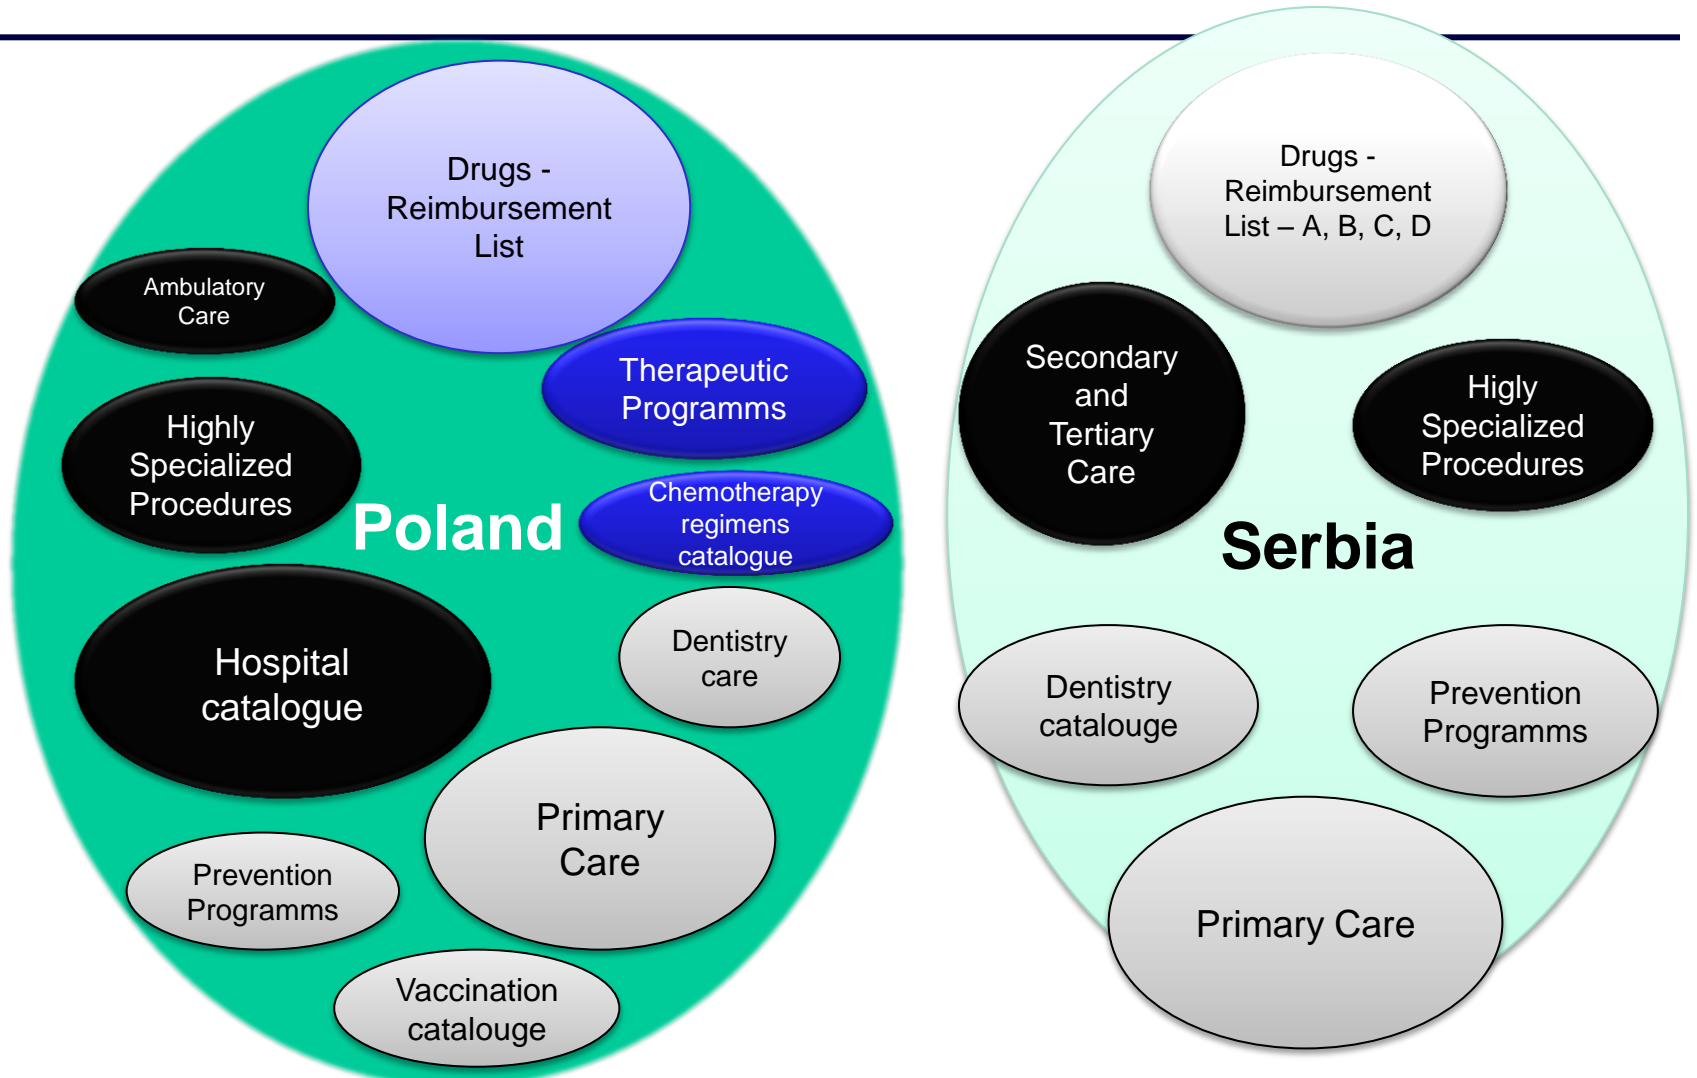 Drugs -
Reimbursement
List
Ambulatory
Care
Therapeutic
Programms
Highly
Specialized
Procedures
Chemotherapy
regimens
catalogue
Poland
Dentistry
care
Hospital
catalogue
Primary
Care
Prevention
Programms
Vaccination
catalouge
Drugs -
Reimbursement
List – A, B, C, D
Secondary
and
Tertiary
Care
Higly
Specialized
Procedures
Serbia
Dentistry
catalouge
Prevention
Programms
Primary Care